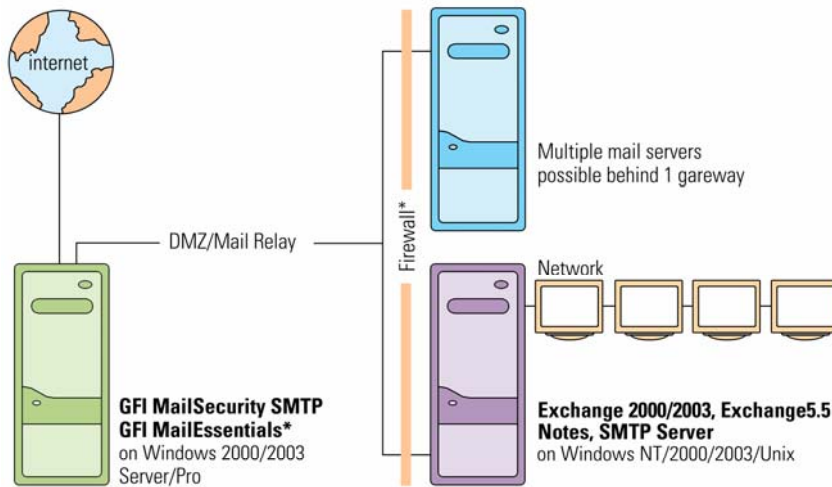 internet
Multiple mail servers
possible behind 1 gareway
DMZ/Mail Relay
Firewall*
Network
GFI MailSecurity SMTP
GFI MailEssentials*
on Windows 2000/2003
Server/Pro
Exchange 2000/2003, Exchange5.5
Notes, SMTP Server
on Windows NT/2000/2003/Unix